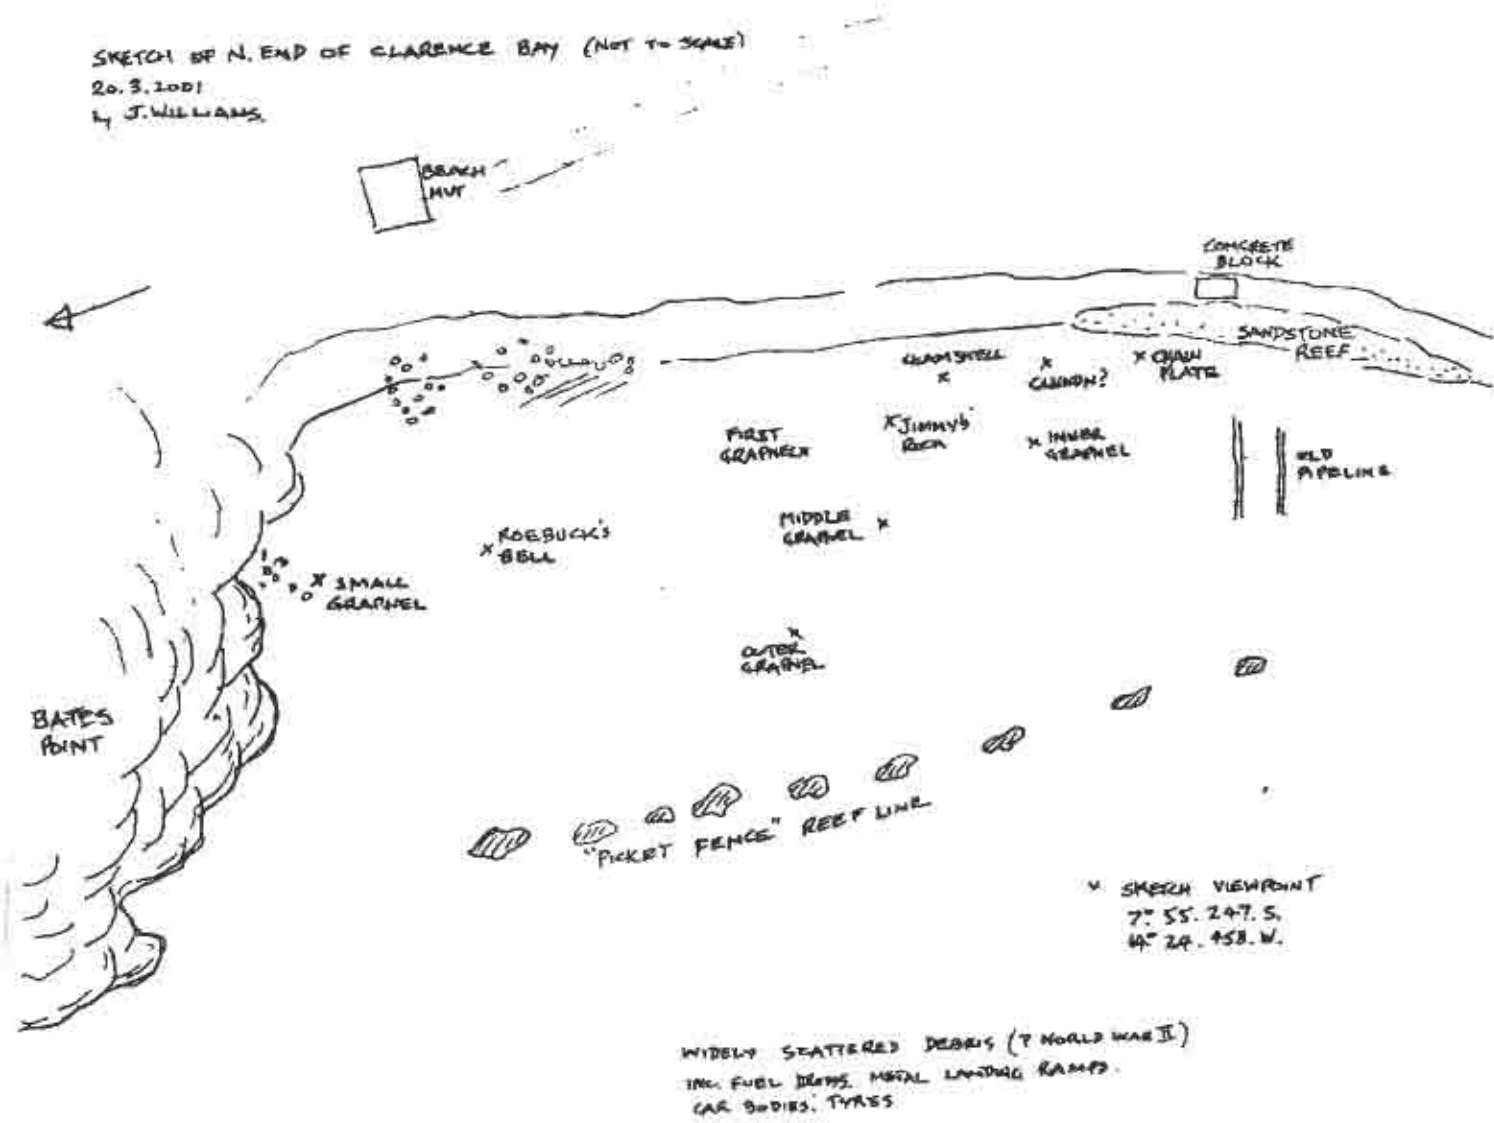 SKETCH OF N. END OF CLARENCE BAY (NOT TO SCALE)
20.3.2001
by J. WILLIAMS.
BEACH
HUT
CONCRETE
BLOCK
SANDSTONE
REEF
CLAMSHELL
CANNON?
CHAIN
PLATE
FIRST
GRAPNEL
JIMMY'S
ROCK
INNER
GRAPNEL
OLD
PIPELINE
MIDDLE
GRAPNEL
ROEBUCK'S
BELL
SMALL
GRAPNEL
OUTER
GRAPNEL
BATES
POINT
"PICKET FENCE" REEF LINE
SKETCH VIEWPOINT
7° 55. 247. S.
14° 24. 458. W.
WIDELY SCATTERED DEBRIS (? WORLD WAR II)
INC. FUEL DRUMS, METAL LANDING RAMPS.
CAR BODIES, TYRES